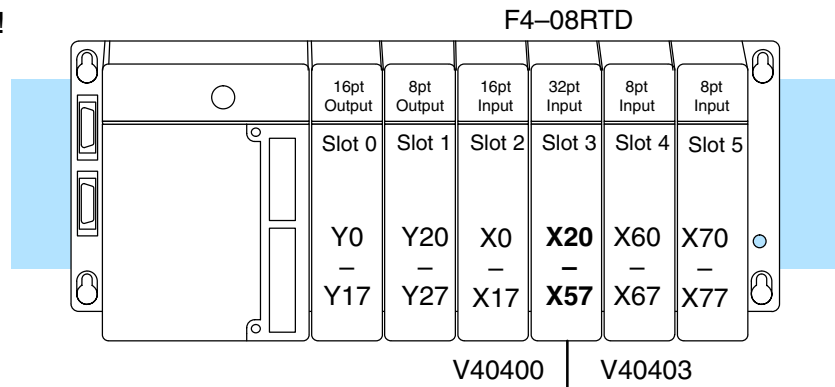 !
F4–08RTD
16pt Output
8pt Output
16pt Input
32pt Input
8pt Input
8pt Input
Slot 0
Slot 1
Slot 2
Slot 3
Slot 4
Slot 5
Y0 – Y17
Y20 – Y27
X0 – X17
X20 – X57
X60 – X67
X70 – X77
V40400
V40403